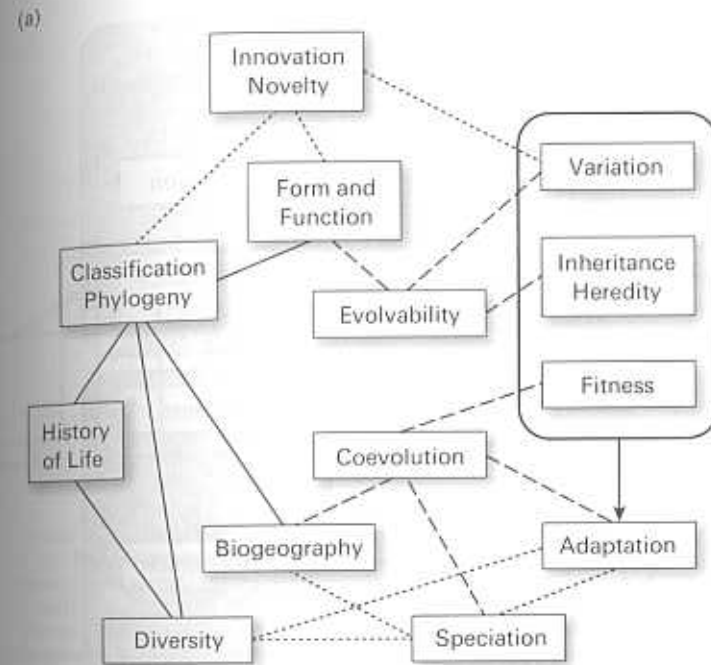 (a)
Innovation
Novelty
Variation
Form and
Function
Inheritance
Heredity
Classification
Phylogeny
Evolvability
Fitness
History
of Life
Coevolution
Biogeography
Adaptation
Diversity
Speciation